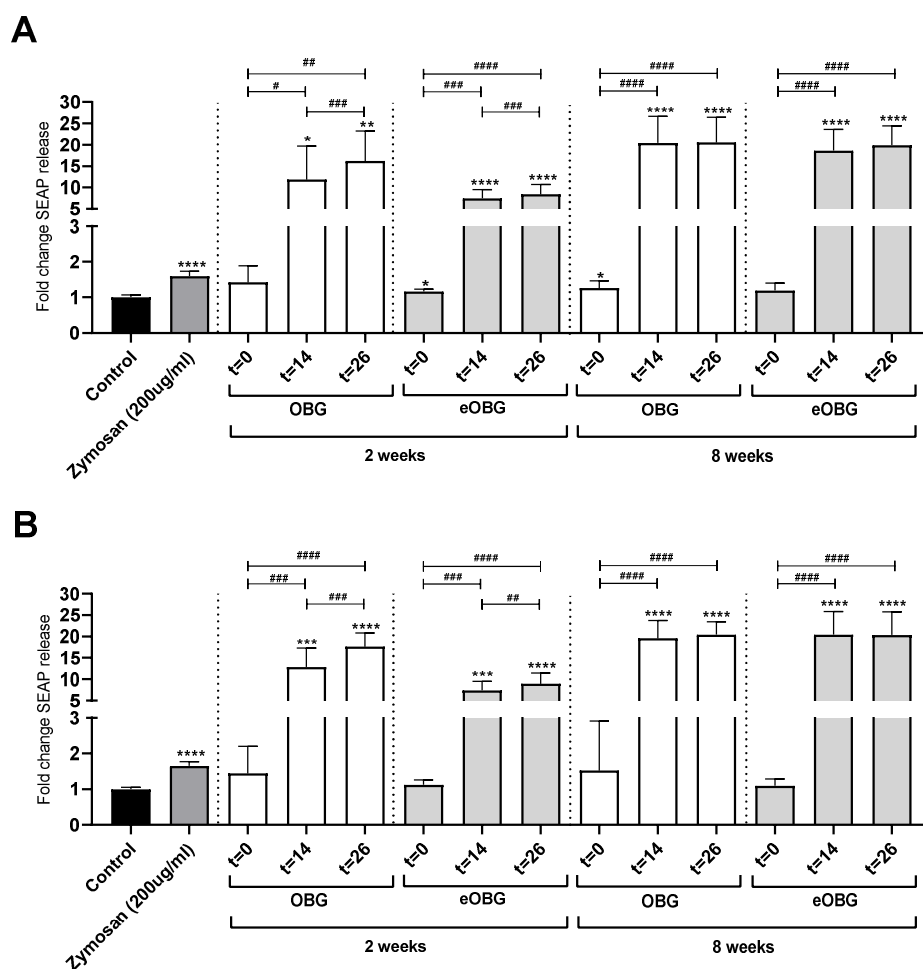 A
## ####  #### ####
# ### #### ####
### ###
Fold change SEAP release
30
25
20
15
10
5
3
2
1
0
**** * ** * **** **** * **** **** **** ****
Control Zymosan (200ug/ml) t=0 t=14 t=26 t=0 t=14 t=26 t=0 t=14 t=26 t=0 t=14 t=26
OBG eOBG OBG eOBG
2 weeks 8 weeks
B
#### #### #### ####
### ### #### ####
### ##
Fold change SEAP release
30
25
20
15
10
5
3
2
1
0
**** *** **** *** **** **** **** **** ****
Control Zymosan (200ug/ml) t=0 t=14 t=26 t=0 t=14 t=26 t=0 t=14 t=26 t=0 t=14 t=26
OBG eOBG OBG eOBG
2 weeks 8 weeks